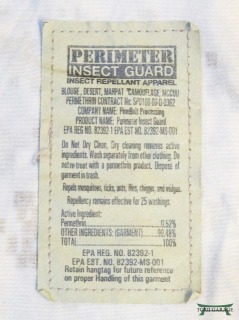 PERIMETER
INSECT GUARD
INSECT REPELLANT APPAREL
BLOUSE, DESERT, MARPAT CAMOUFLAGE, MCCUU
PERMETHRIN CONTRACT No: SPO100-06-D-0362
COMPANY NAME: Processing
PRODUCT NAME: Perimeter Insect Guard
EPA REG NO. 82392-1 EPA EST NO. 82392-MS-001
Do Not Dry Clean, Dry cleaning removes active
ingredients. Wash separately from other clothing. Do
not re-treat with a permethrin product. Dispose of
garment in trash.
Repels mosquitoes, ticks, ants, flies, chiggers, and midges.
Repellency remains effective for 25 washings
Active Ingredient:
Permethrin 0.52%
OTHER INGREDIENTS: (GARMENT) 99.48%
TOTAL 100%
EPA REG. NO. 82392-1
EPA EST. NO. 82392-MS-001
Retain hangtag for future reference
on proper Handling of this garment